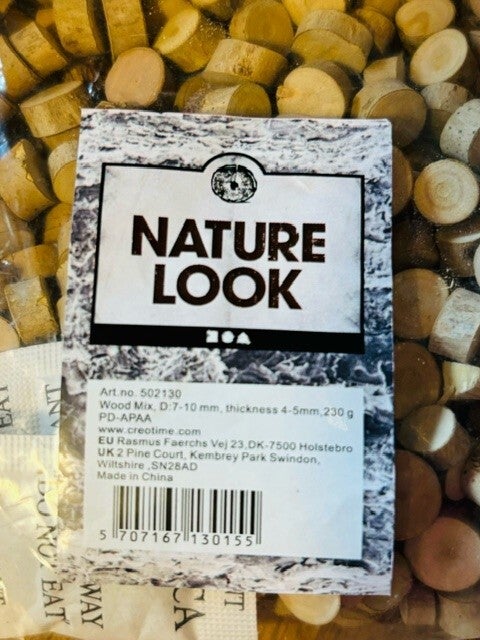 NATURE
LOOK
Art.no. 502130
Wood Mix, D:7-10 mm, thickness 4-5mm,230 g
PD-APAA
www.creotime.com
EU Rasmus Faerchs Vej 23,DK-7500 Holstebro
UK 2 Pine Court, Kembrey Park Swindon,
Wiltshire ,SN28AD
Made in China
5 707167 130155
DO NOT
EAT